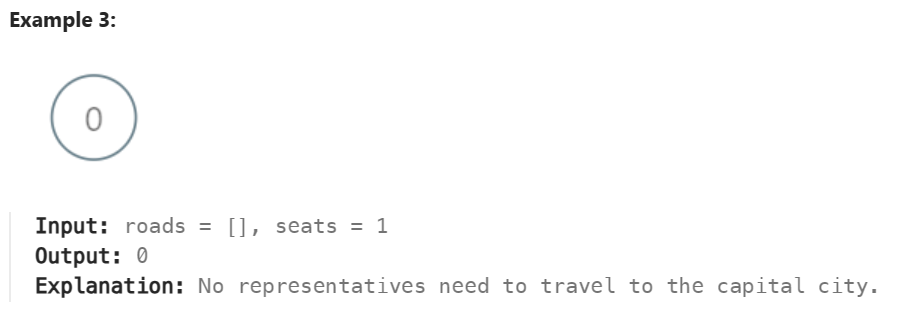 Example 3:
0
Input: roads = [], seats = 1
Output: 0
Explanation: No representatives need to travel to the capital city.